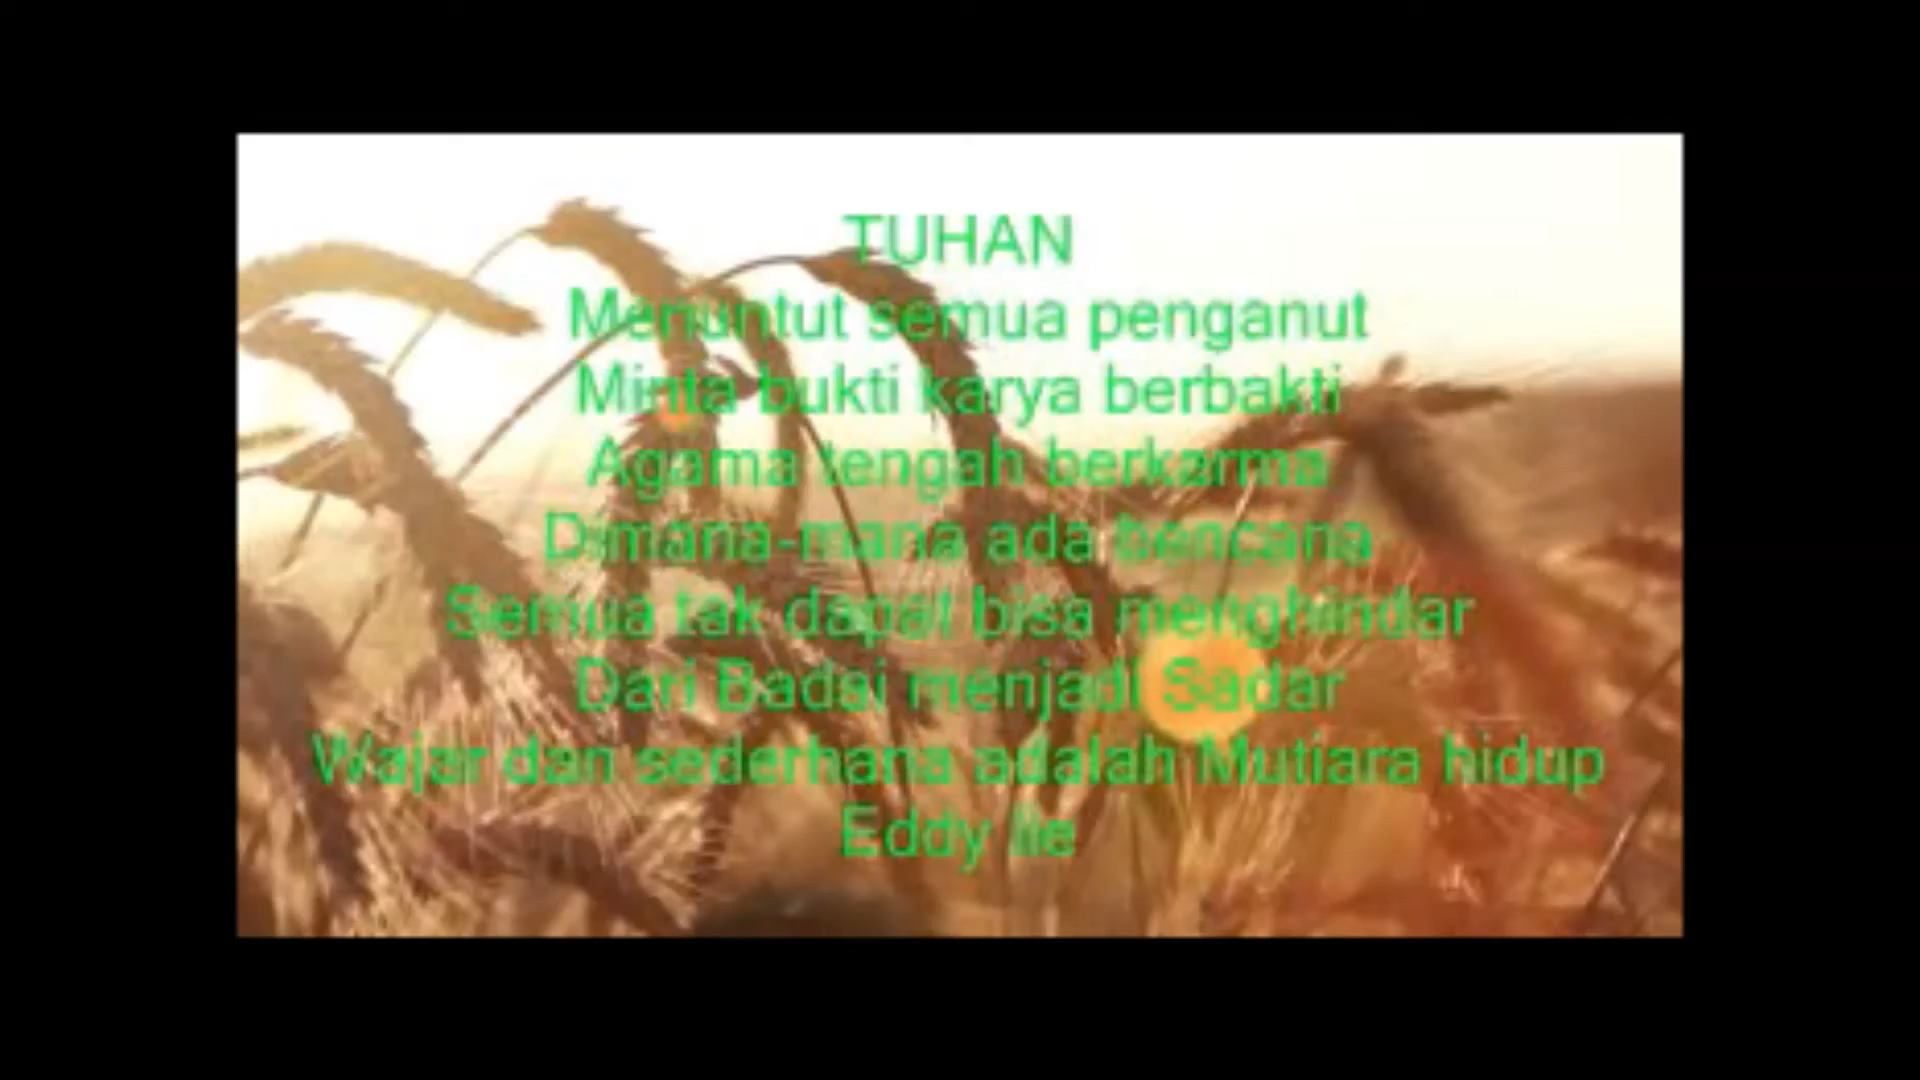 TUHAN
Menuntut semua penganut
Minta bukti karya berbakti
Agama tengah berkarma
Dimana-mana ada bencana
Semua tak dapat bisa menghindar
Dari Badai menjadi Sadar
Wajar dan sederhana adalah Mutiara hidup
Eddy lie